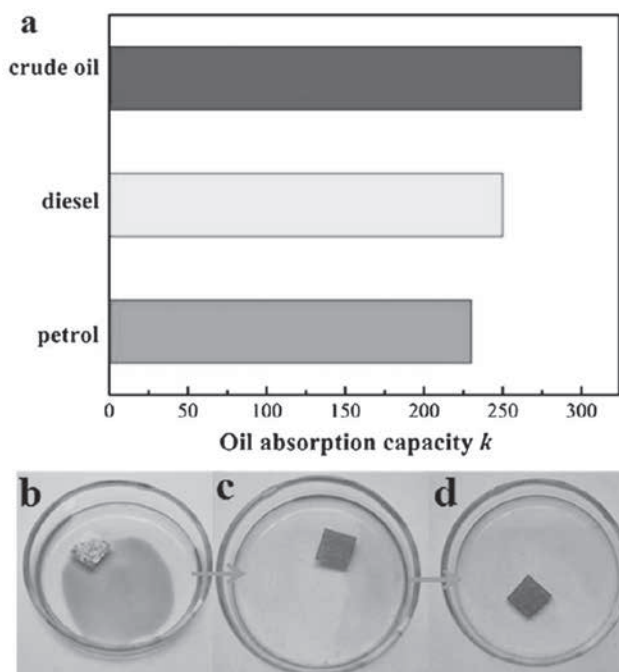 a
crude oil
diesel
petrol
0 50 100 150 200 250 300
Oil absorption capacity k
b c d